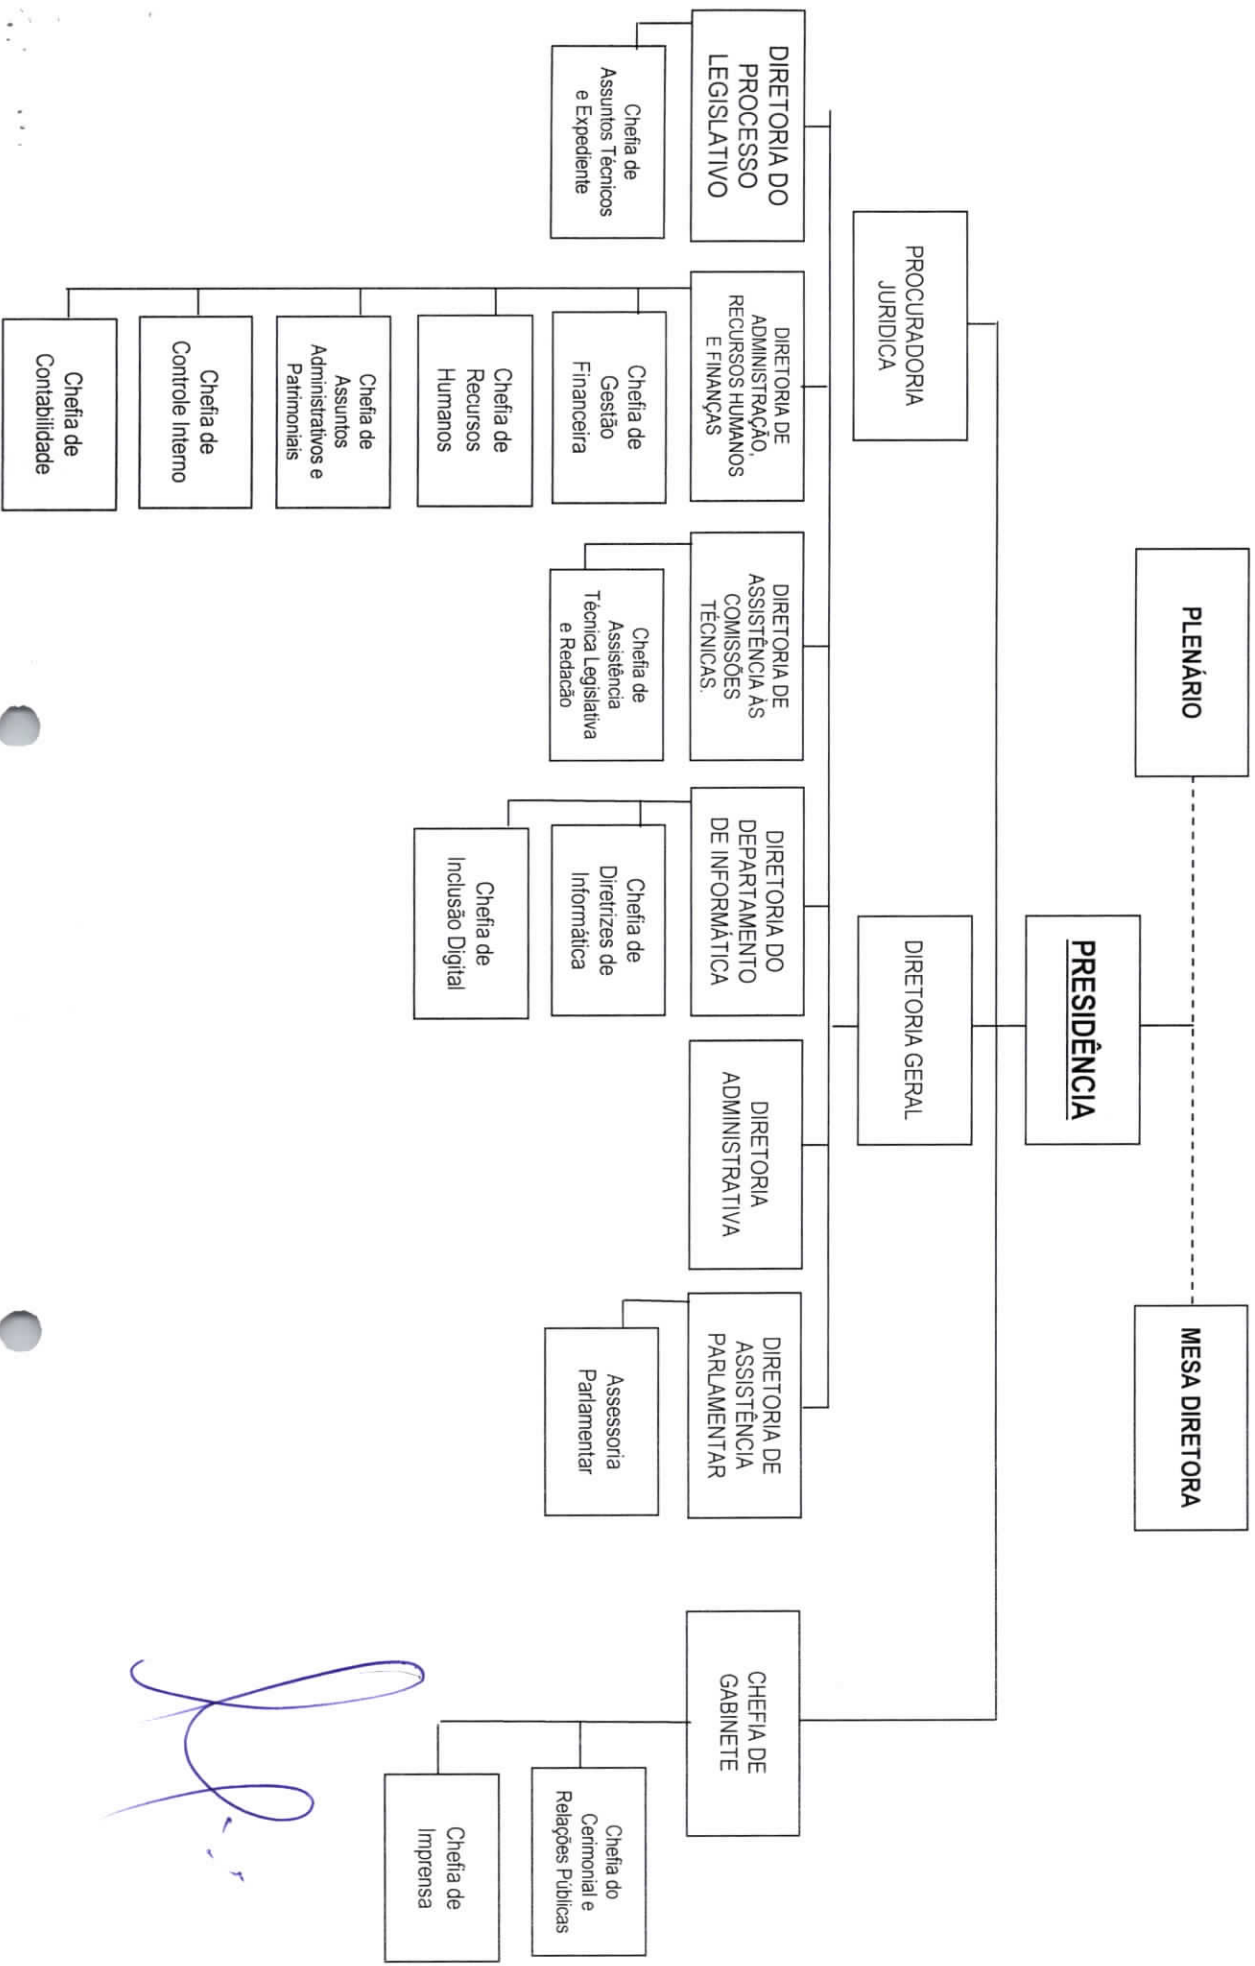 PLENÁRIO
MESA DIRETORA
PRESIDÊNCIA
PROCURADORIA
JURIDICA
DIRETORIA GERAL
DIRETORIA DO
PROCESSO
LEGISLATIVO
DIRETORIA DE
ADMINISTRAÇÃO,
RECURSOS HUMANOS
E FINANÇAS
DIRETORIA DE
ASSISTÊNCIA ÀS
COMISSÕES
TÉCNICAS.
DIRETORIA DO
DEPARTAMENTO
DE INFORMÁTICA
DIRETORIA
ADMINISTRATIVA
DIRETORIA DE
ASSISTÊNCIA
PARLAMENTAR
CHEFIA DE
GABINETE
Chefia de
Assuntos Técnicos
e Expediente
Chefia de
Gestão
Financeira
Chefia de
Recursos
Humanos
Chefia de
Assuntos
Administrativos e
Patrimoniais
Chefia de
Controle Interno
Chefia de
Contabilidade
Chefia de
Assistência
Técnica Legislativa
e Redacão
Chefia de
Diretrizes de
Informática
Chefia de
Inclusão Digital
Assessoria
Parlamentar
Chefia do
Cerimonial e
Relações Públicas
Chefia de
Imprensa